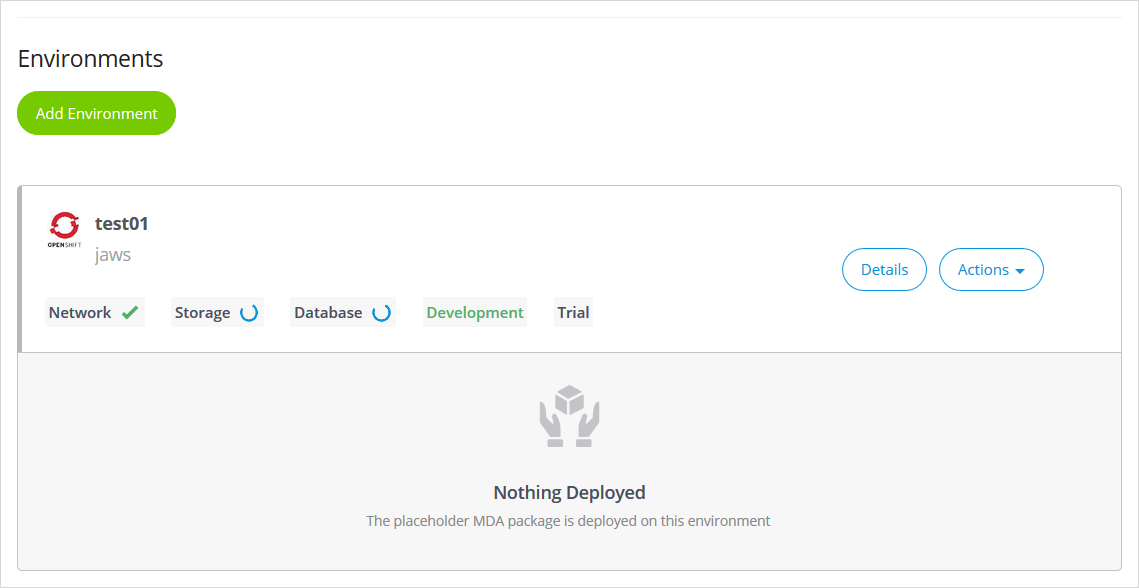 Environments
Add Environment
OPENSHIFT
test01
jaws
Details
Actions
Network
Storage
Database
Development
Trial
Nothing Deployed
The placeholder MDA package is deployed on this environment